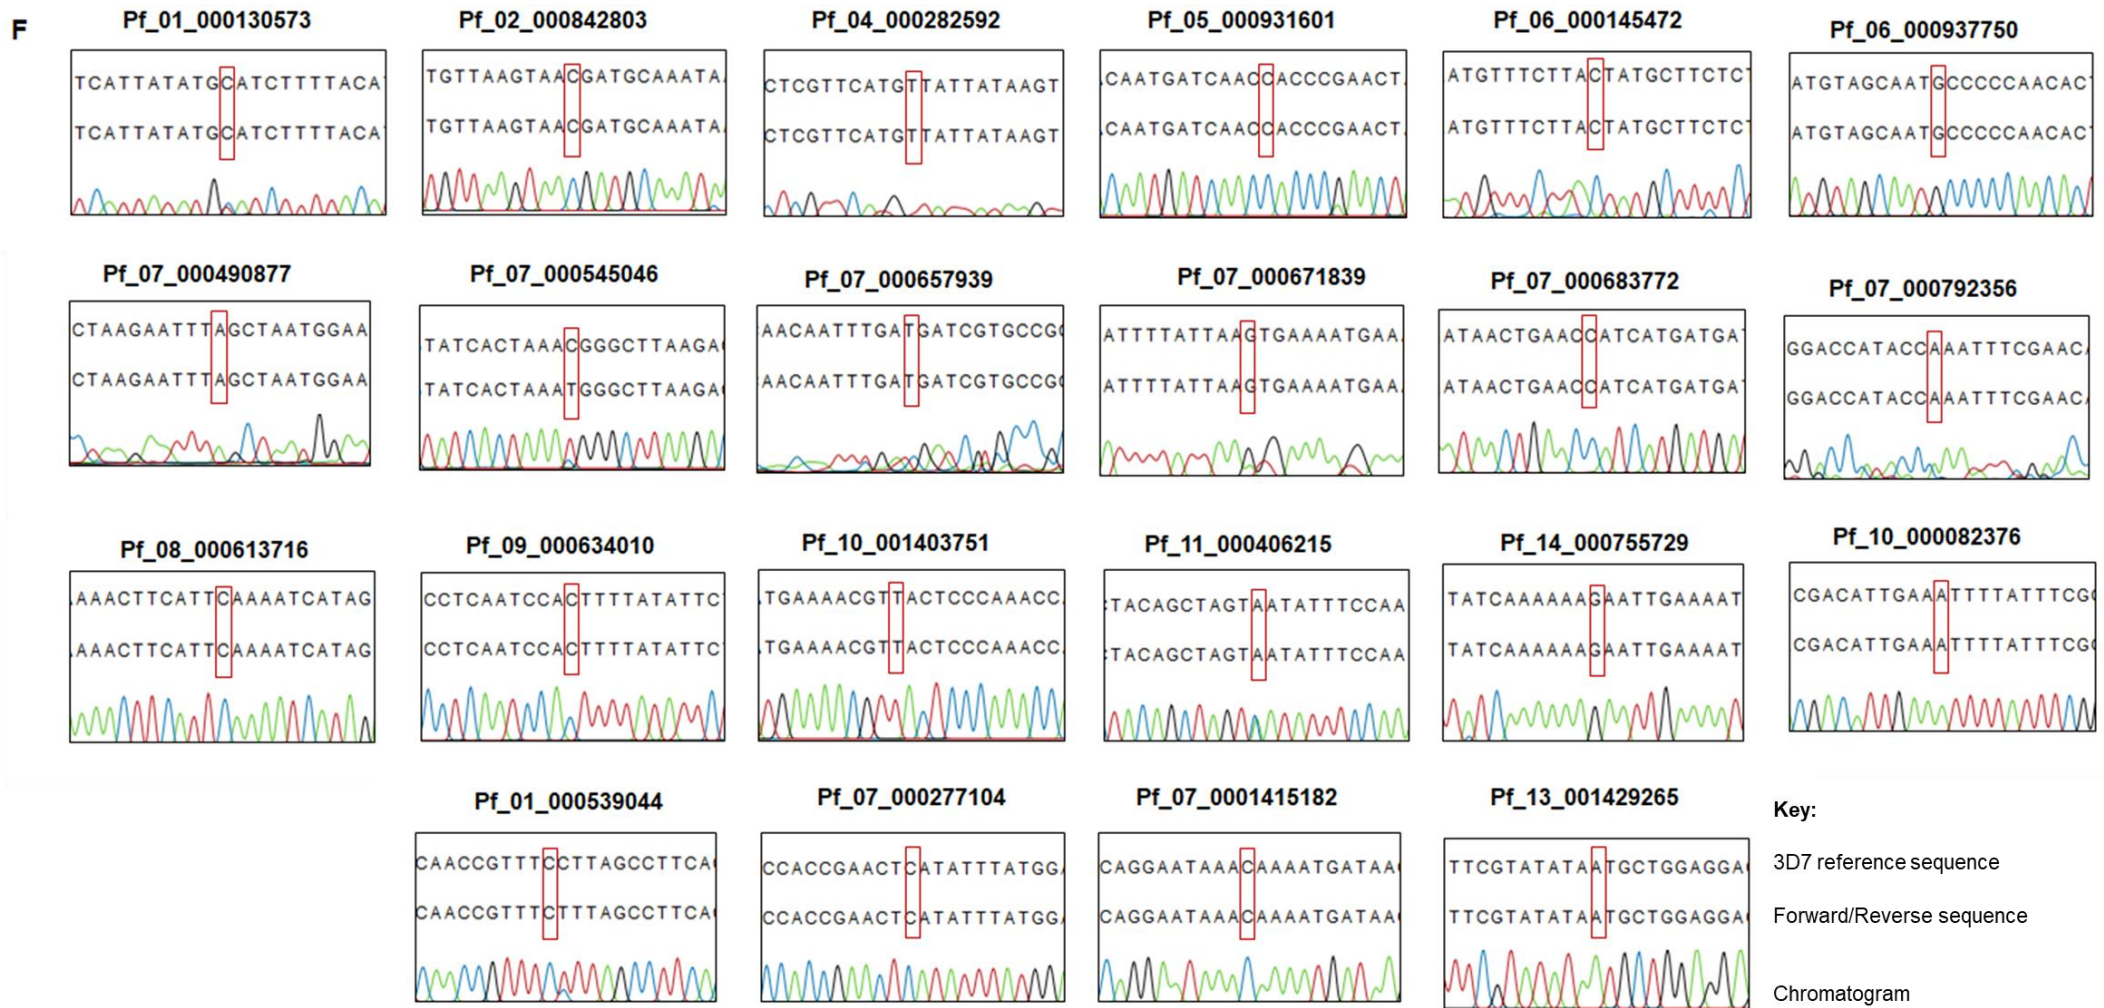 F
Pf_01_000130573
TCATTATATGCATCTTTTACA
TCATTATATGCATCTTTTACA
Pf_02_000842803
TGTTAAGTAACGATGCAAATA
TGTTAAGTAACGATGCAAATA
Pf_04_000282592
CTCGTTCATGTTATTATAAGT
CTCGTTCATGTTATTATAAGT
Pf_05_000931601
CAATGATCAACCACCCGAACT
CAATGATCAACCACCCGAACT
Pf_06_000145472
ATGTTTCTTACTATGCTTCTCT
ATGTTTCTTACTATGCTTCTCT
Pf_06_000937750
ATGTAGCAATGCCCCCAACAC
ATGTAGCAATGCCCCCAACAC
Pf_07_000490877
CTAAGAATTTAGCTAATGGAA
CTAAGAATTTAGCTAATGGAA
Pf_07_000545046
TATCACTAAACGGGCTTAAGA
TATCACTAAATGGGCTTAAGA
Pf_07_000657939
AACAATTTGATGATCGTGCCG
AACAATTTGATGATCGTGCCG
Pf_07_000671839
ATTTTATTAAGTGAAAATGAA
ATTTTATTAAGTGAAAATGAA
Pf_07_000683772
ATAACTGAACCATCATGATGA
ATAACTGAACCATCATGATGA
Pf_07_000792356
GGACCATACCAAATTTCGAAC
GGACCATACCAAATTTCGAAC
Pf_08_000613716
AAACTTCATTCAAAATCATAG
AAACTTCATTCAAAATCATAG
Pf_09_000634010
CCTCAATCCACTTTTATATTC
CCTCAATCCACTTTTATATTC
Pf_10_001403751
TGAAAACGTTACTCCCAAACC
TGAAAACGTTACTCCCAAACC
Pf_11_000406215
TACAGCTAGTAATATTTCCAA
TACAGCTAGTAATATTTCCAA
Pf_14_000755729
TATCAAAAAAGAATTGAAAAT
TATCAAAAAAGAATTGAAAAT
Pf_10_000082376
CGACATTGAAATTTTATTTCG
CGACATTGAAATTTTATTTCG
Pf_01_000539044
CAACCGTTTCCTTAGCCTTCA
CAACCGTTTCTTTAGCCTTCA
Pf_07_000277104
CCACCGAACTCATATTTATGG
CCACCGAACTCATATTTATGG
Pf_07_0001415182
CAGGAATAAACAAAATGATAA
CAGGAATAAACAAAATGATAA
Pf_13_001429265
TTCGTATATAATGCTGGAGGA
TTCGTATATAATGCTGGAGGA
Key:
3D7 reference sequence
Forward/Reverse sequence
Chromatogram